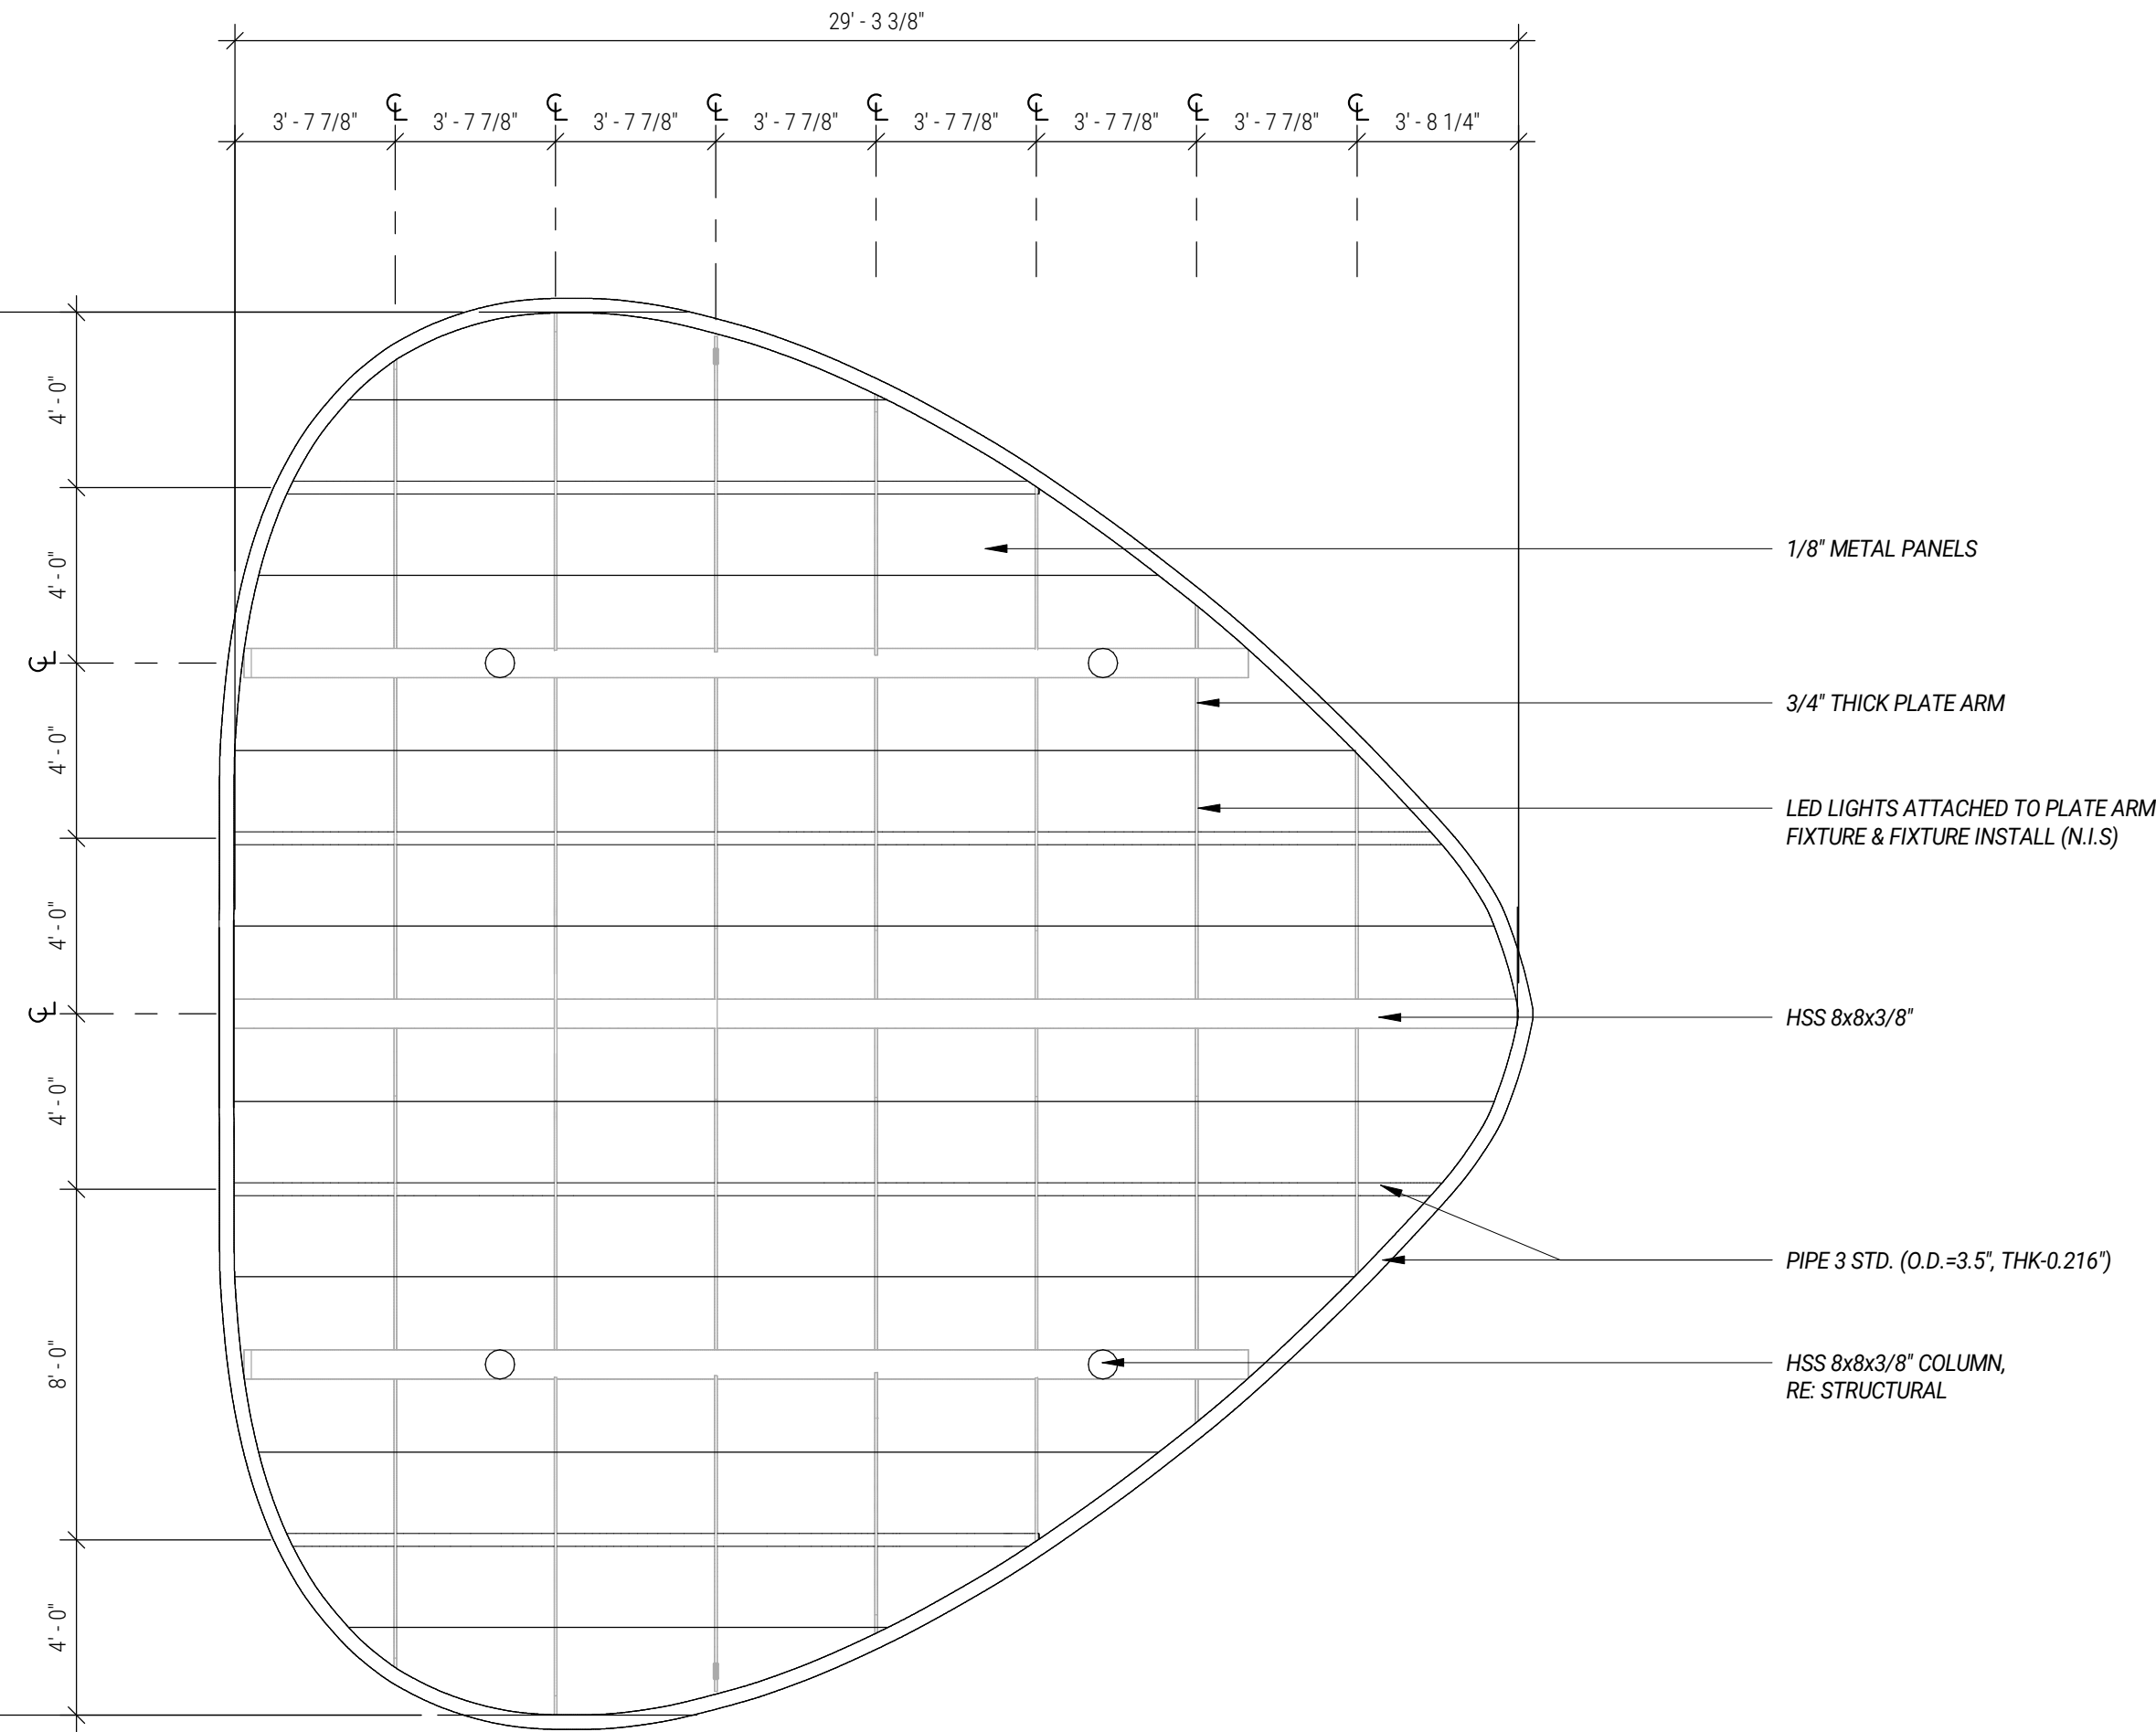 29' - 3 3/8"
℄ ℄ ℄ ℄ ℄ ℄ ℄
3' - 7 7/8" 3' - 7 7/8" 3' - 7 7/8" 3' - 7 7/8" 3' - 7 7/8" 3' - 7 7/8" 3' - 7 7/8" 3' - 8 1/4"
4' - 0"
4' - 0"
℄
4' - 0"
4' - 0"
℄
4' - 0"
8' - 0"
4' - 0"
1/8" METAL PANELS
3/4" THICK PLATE ARM
LED LIGHTS ATTACHED TO PLATE ARM
FIXTURE & FIXTURE INSTALL (N.I.S)
HSS 8x8x3/8"
PIPE 3 STD. (O.D.=3.5", THK-0.216")
HSS 8x8x3/8" COLUMN,
RE: STRUCTURAL